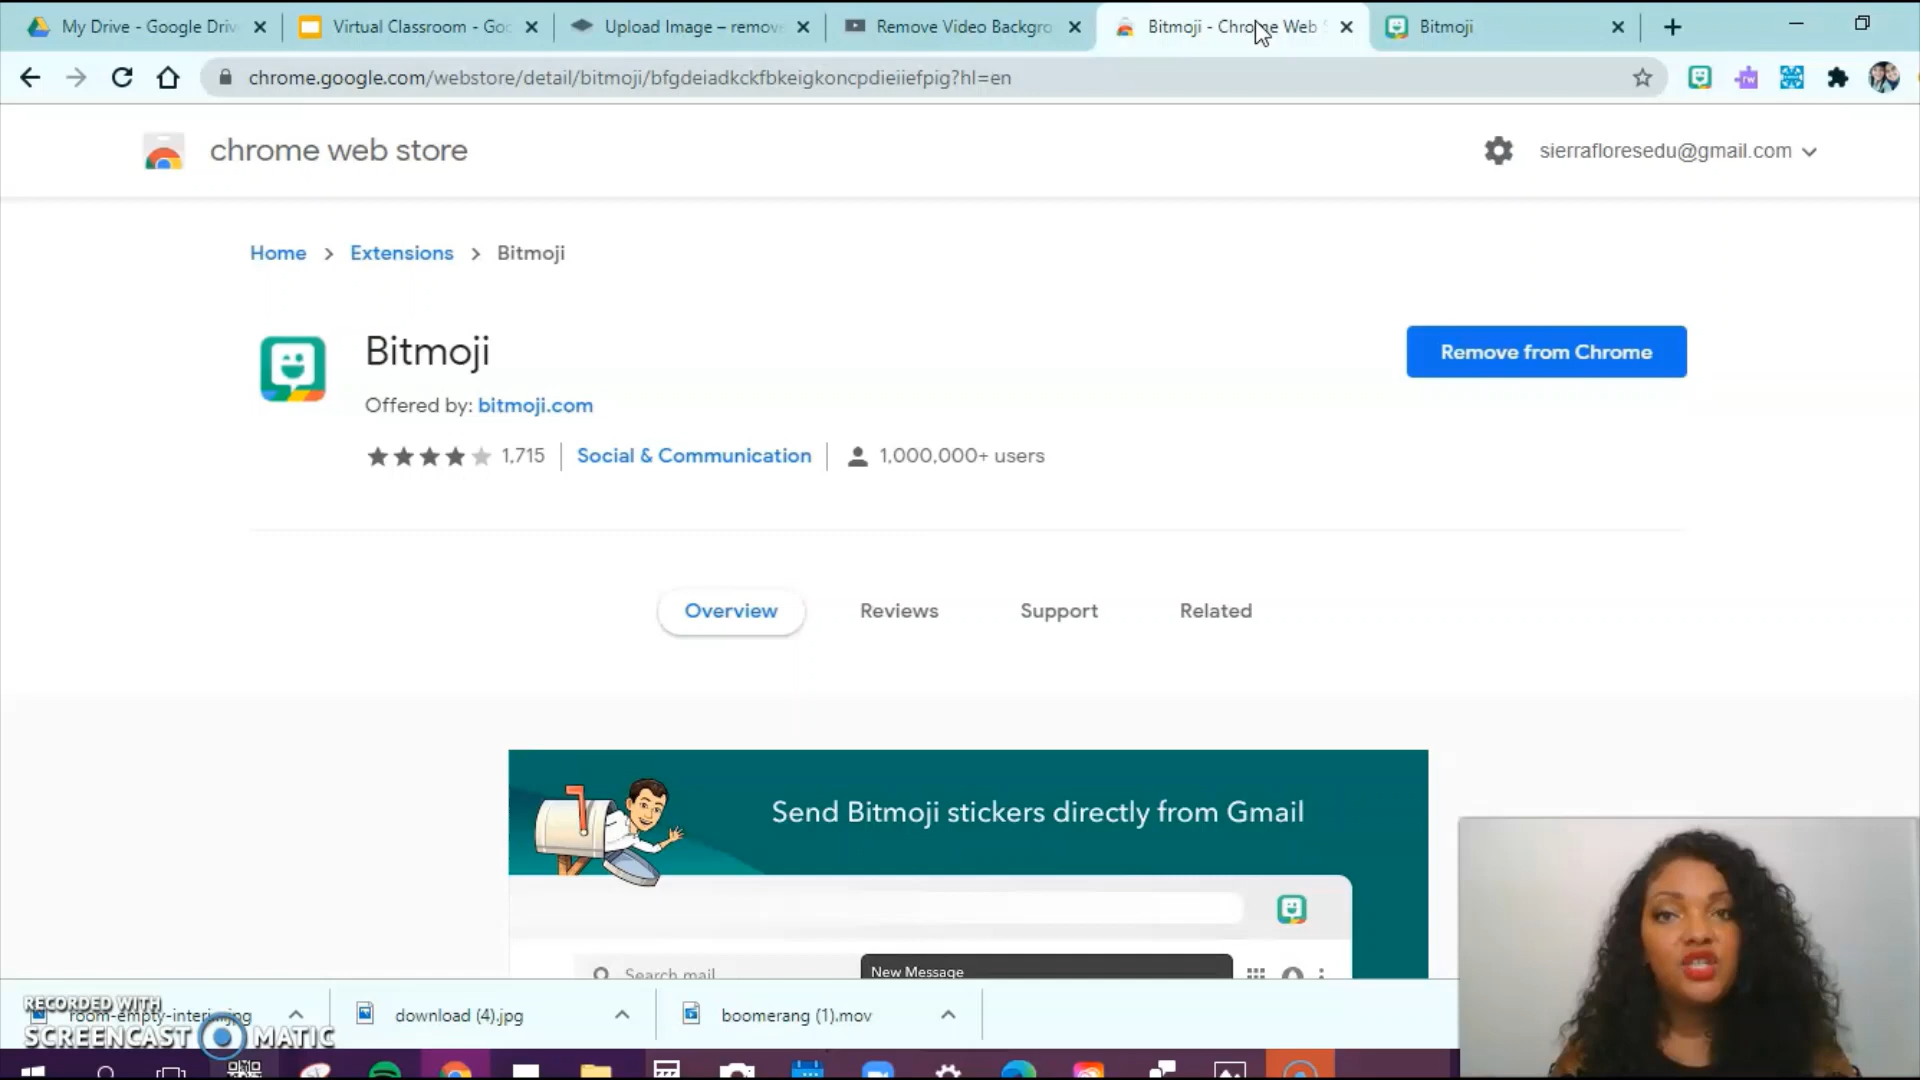 My Drive - Google Driv
Virtual Classroom - Goo
Upload Image – remov
Remove Video Backgro
Bitmoji - Chrome Web S
Bitmoji
chrome.google.com/webstore/detail/bitmoji/bfgdeiadkckfbkeigkoncpdieiiefpig?hl=en
rw
chrome web store
sierrafloresedu@gmail.com
Home > Extensions > Bitmoji
Bitmoji
Remove from Chrome
Offered by: bitmoji.com
1,715
Social & Communication
1,000,000+ users
Overview
Reviews
Support
Related
Send Bitmoji stickers directly from Gmail
Search mail
New Message
RECORDED WITH
SCREENCAST MATIC
download (4).jpg
boomerang (1).mov